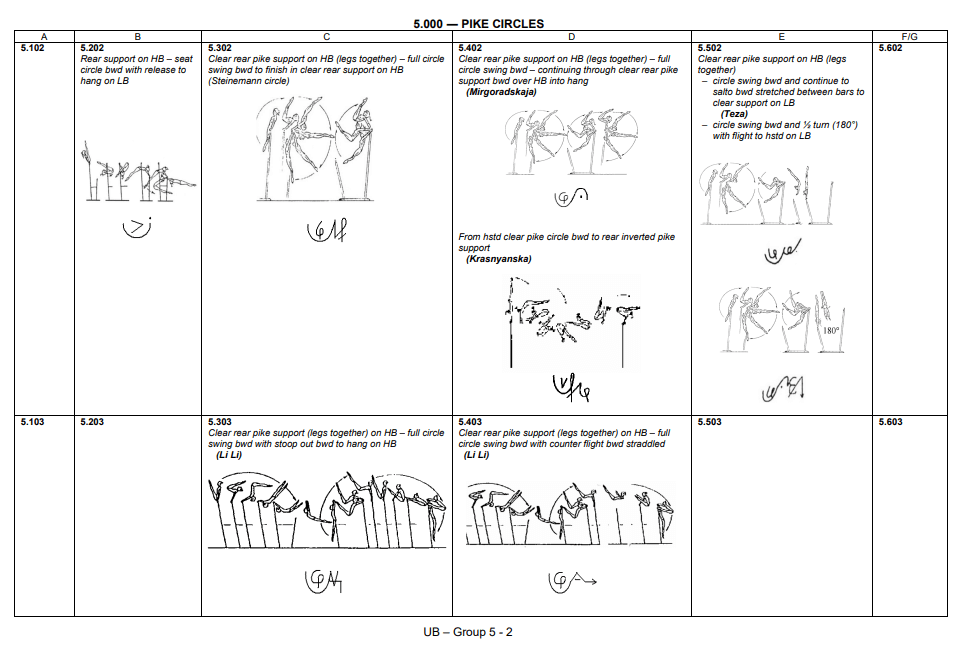 5.000 — PIKE CIRCLES
A B C D E F/G
5.102
5.202
Rear support on HB – seat
circle bwd with release to
hang on LB
5.302
Clear rear pike support on HB (legs together) – full circle
swing bwd to finish in clear rear support on HB
(Steinemann circle)
5.402
Clear rear pike support on HB (legs together) – full
circle swing bwd – continuing through clear rear pike
support bwd over HB into hang
(Mirgoradskaja)
From hstd clear pike circle bwd to rear inverted pike
support
(Krasnyanska)
5.502
Clear rear pike support on HB (legs
together)
– circle swing bwd and continue to
salto bwd stretched between bars to
clear support on LB
(Teza)
– circle swing bwd and ½ turn (180°)
with flight to hstd on LB
180°
5.602
5.103
5.203
5.303
Clear rear pike support (legs together) on HB – full circle
swing bwd with stoop out bwd to hang on HB
(Li Li)
5.403
Clear rear pike support (legs together) on HB – full
circle swing bwd with counter flight bwd straddled
(Li Li)
5.503
5.603
UB – Group 5 - 2